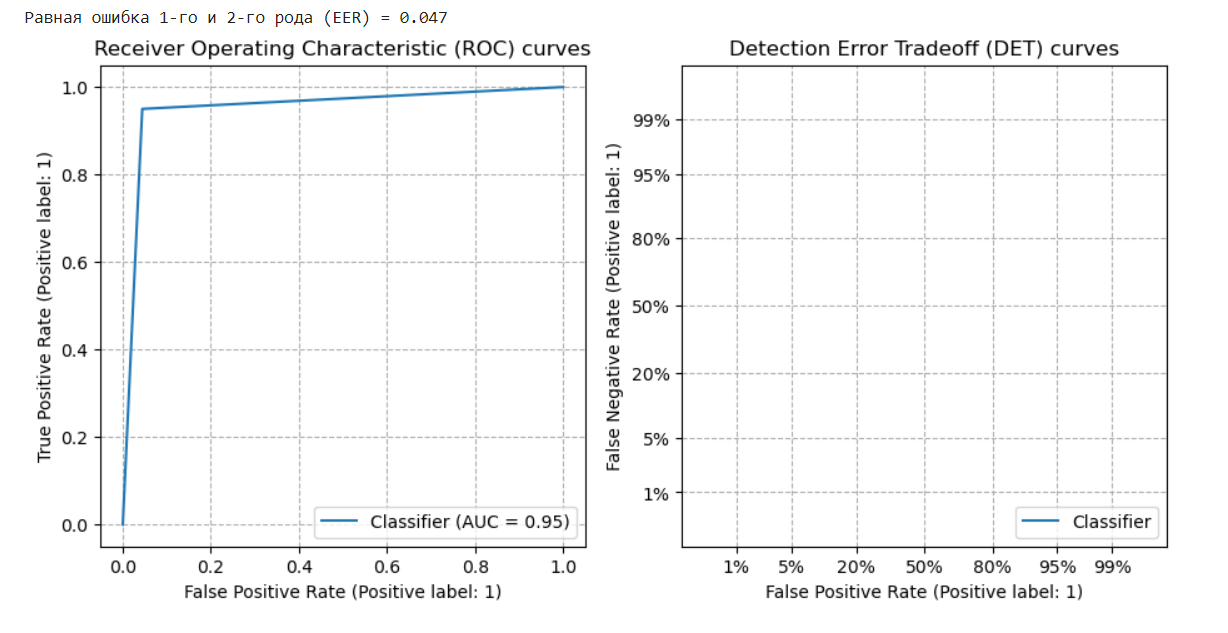 Равная ошибка 1-го и 2-го рода (EER) = 0.047
Receiver Operating Characteristic (ROC) curves
True Positive Rate (Positive label: 1)
1.0
0.8
0.6
0.4
0.2
0.0
Classifier (AUC = 0.95)
0.0 0.2 0.4 0.6 0.8 1.0
False Positive Rate (Positive label: 1)
Detection Error Tradeoff (DET) curves
False Negative Rate (Positive label: 1)
99%
95%
80%
50%
20%
5%
1%
Classifier
1% 5% 20% 50% 80% 95% 99%
False Positive Rate (Positive label: 1)